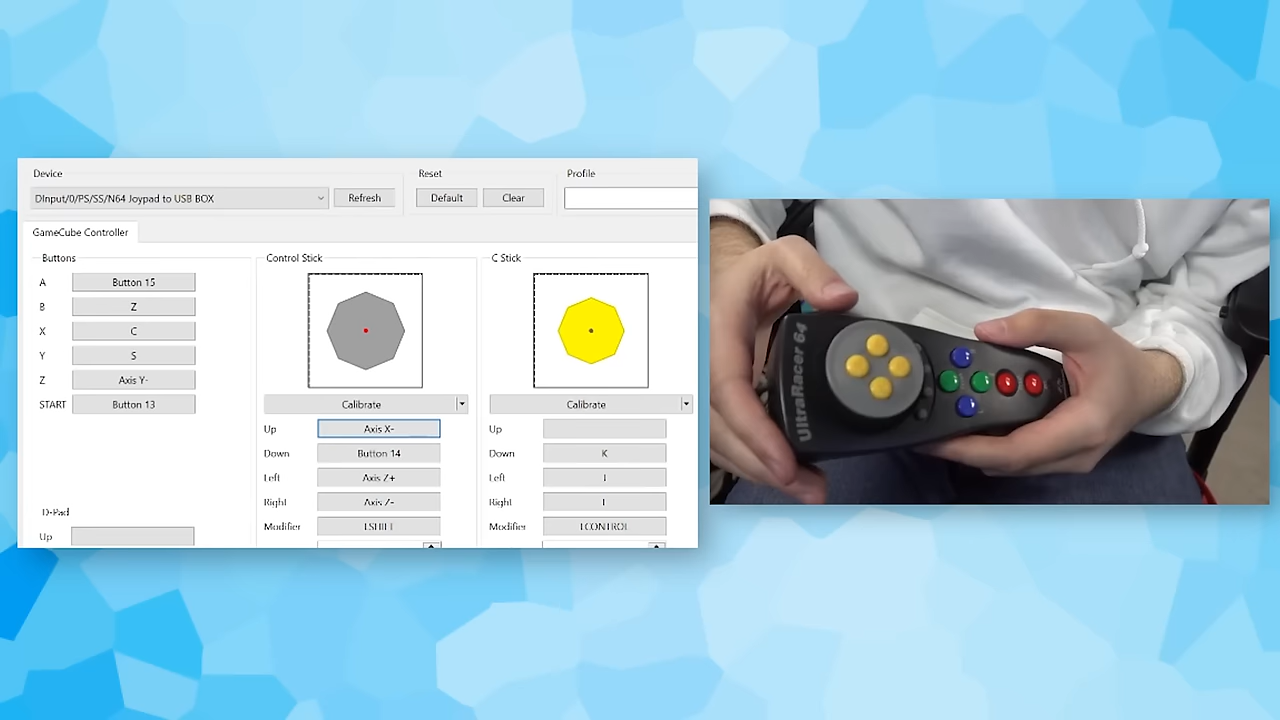 Device
Reset
Profile
DInput/0/PS/SS/N64 Joypad to USB BOX
Refresh
Default
Clear
GameCube Controller
Buttons
A Button 15
B Z
X C
Y S
Z Axis Y-
START Button 13
D-Pad
Up
Control Stick
Calibrate
Up Axis X-
Down Button 14
Left Axis Z+
Right Axis Z-
Modifier LSHIFT
C Stick
Calibrate
Up
Down K
Left
Right
Modifier LCONTROL
UltraRacer 64